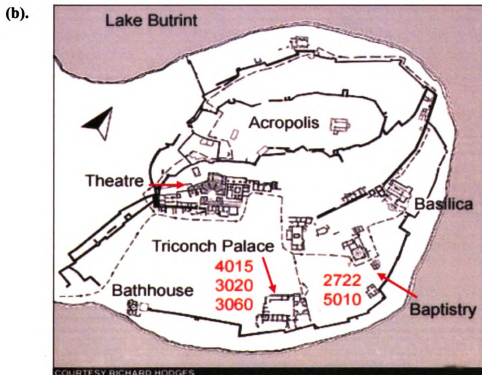 (b).
Lake Butrint
Acropolis
Theatre
Basilica
Triconch Palace
4015
3020
3060
2722
5010
Bathhouse
Baptistry
COURTESY RICHARD HODGES